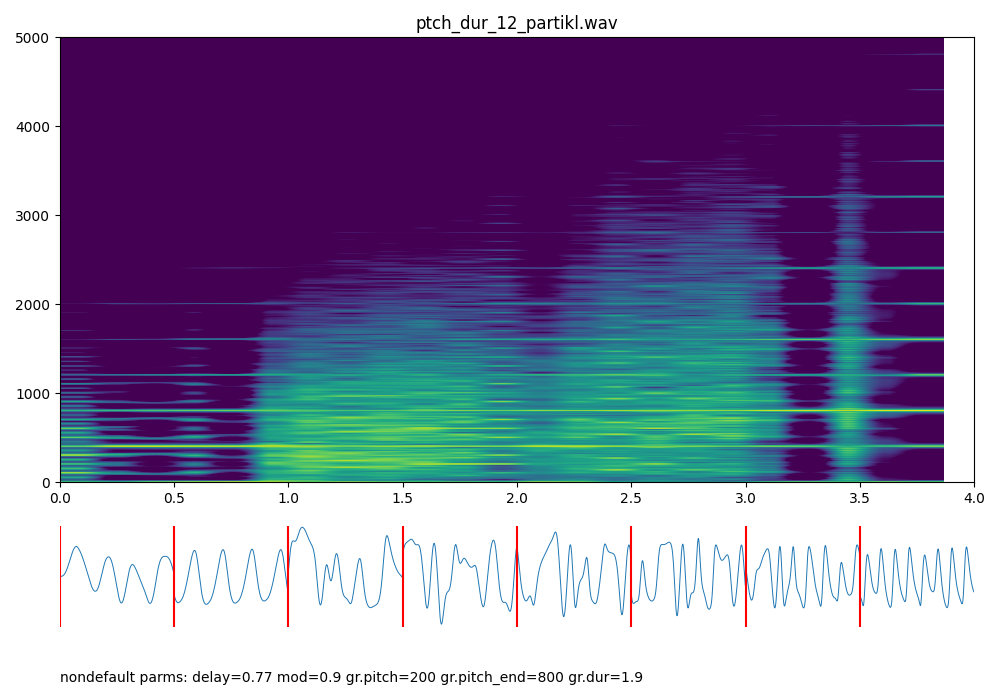 ptch_dur_12_partikl.wav
5000
4000
3000
2000
1000
0
0.0 0.5 1.0 1.5 2.0 2.5 3.0 3.5 4.0
nondefault parms: delay=0.77 mod=0.9 gr.pitch=200 gr.pitch_end=800 gr.dur=1.9